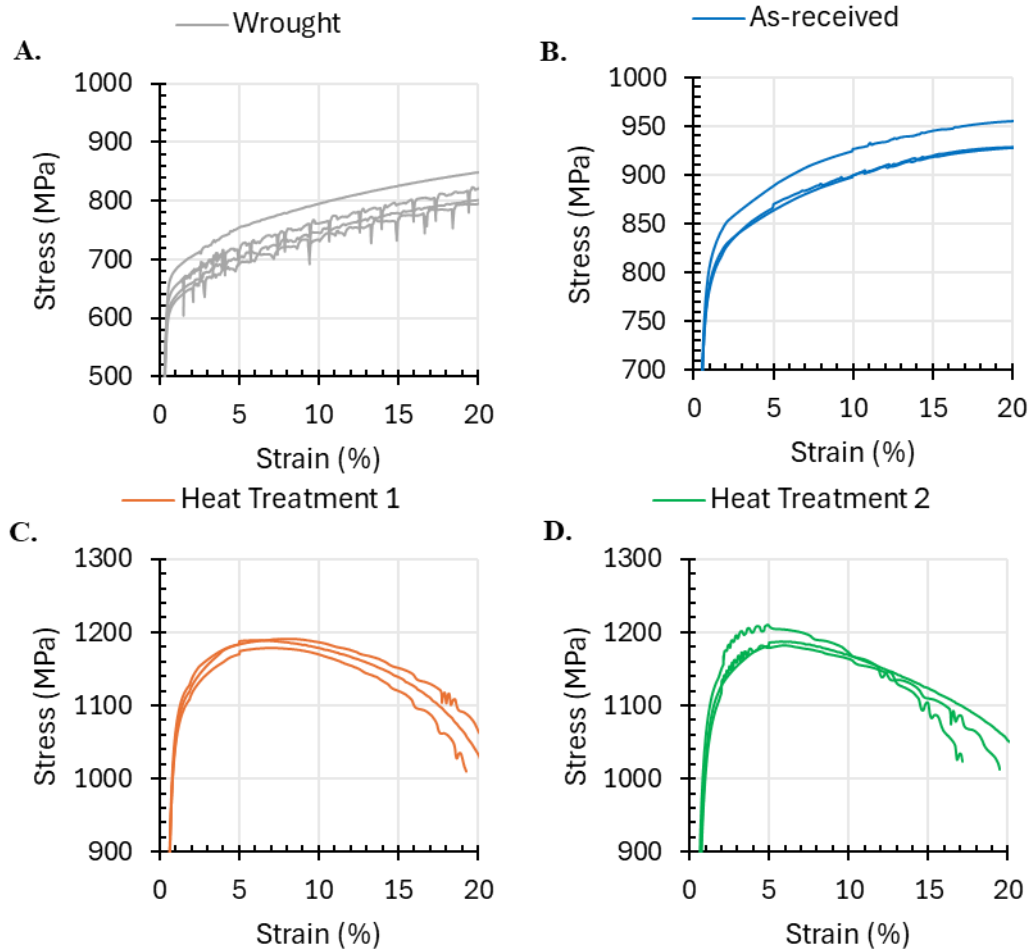 Wrought
A.
1000
900
800
700
600
500
0 5 10 15 20
Stress (MPa)
Strain (%)
As-received
B.
1000
950
900
850
800
750
700
0 5 10 15 20
Stress (MPa)
Strain (%)
Heat Treatment 1
C.
1300
1200
1100
1000
900
0 5 10 15 20
Stress (MPa)
Strain (%)
Heat Treatment 2
D.
1300
1200
1100
1000
900
0 5 10 15 20
Stress (MPa)
Strain (%)